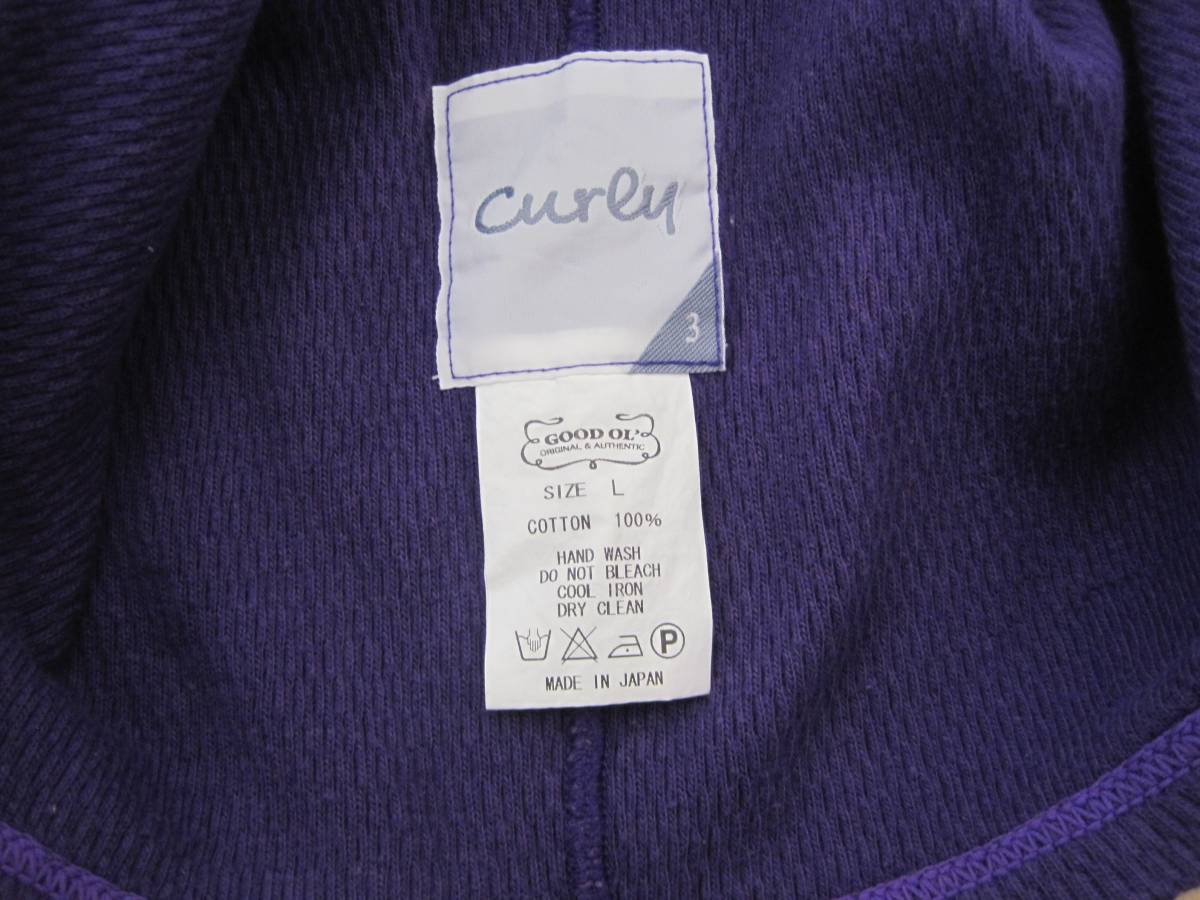 curly
3
GOOD OL'
ORIGINAL & AUTHENTIC
SIZE L
COTTON 100%
HAND WASH
DO NOT BLEACH
COOL IRON
DRY CLEAN
P
MADE IN JAPAN